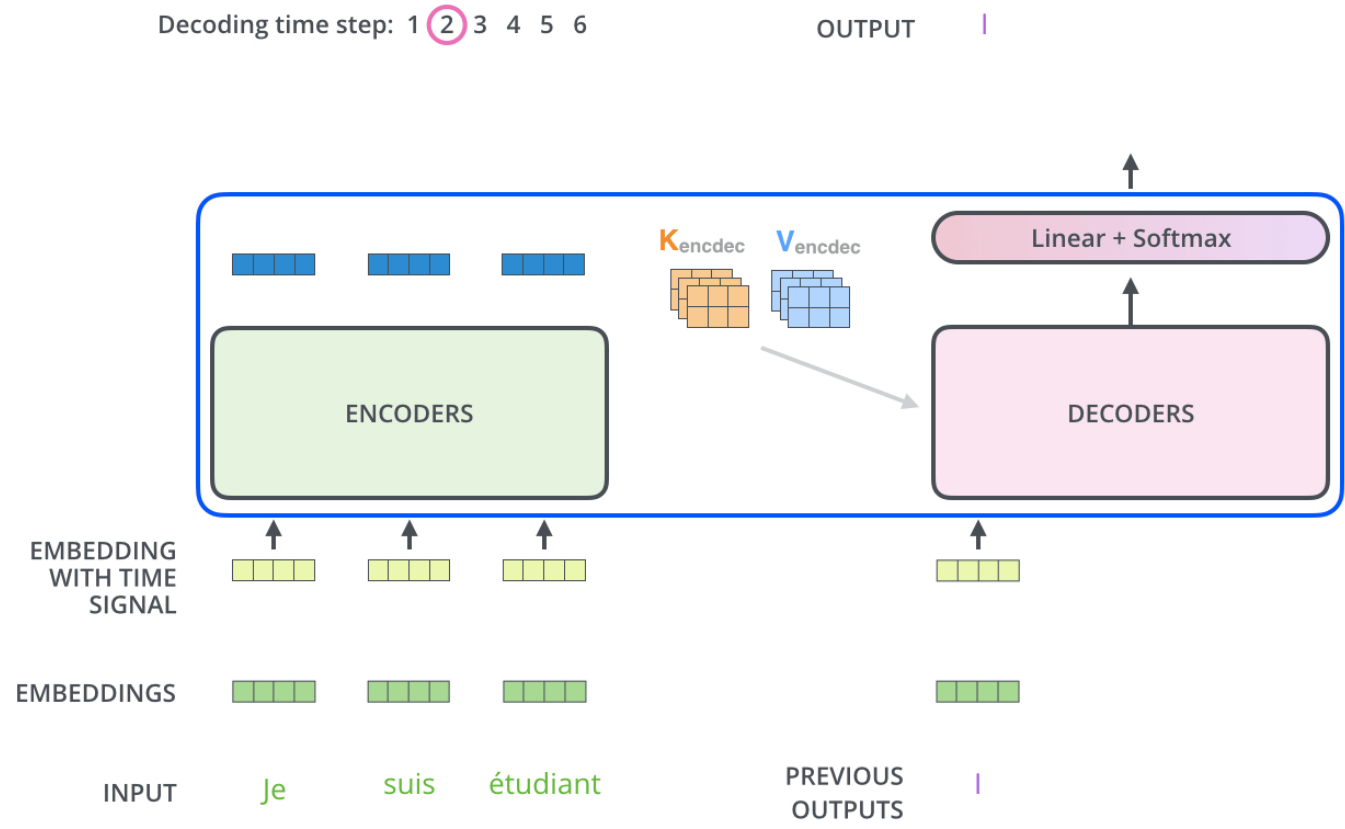 Decoding time step: 1 2 3 4 5 6
OUTPUT I
Kencdec Vencdec
Linear + Softmax
ENCODERS
DECODERS
EMBEDDING
WITH TIME
SIGNAL
EMBEDDINGS
INPUT Je suis étudiant
PREVIOUS
OUTPUTS
I